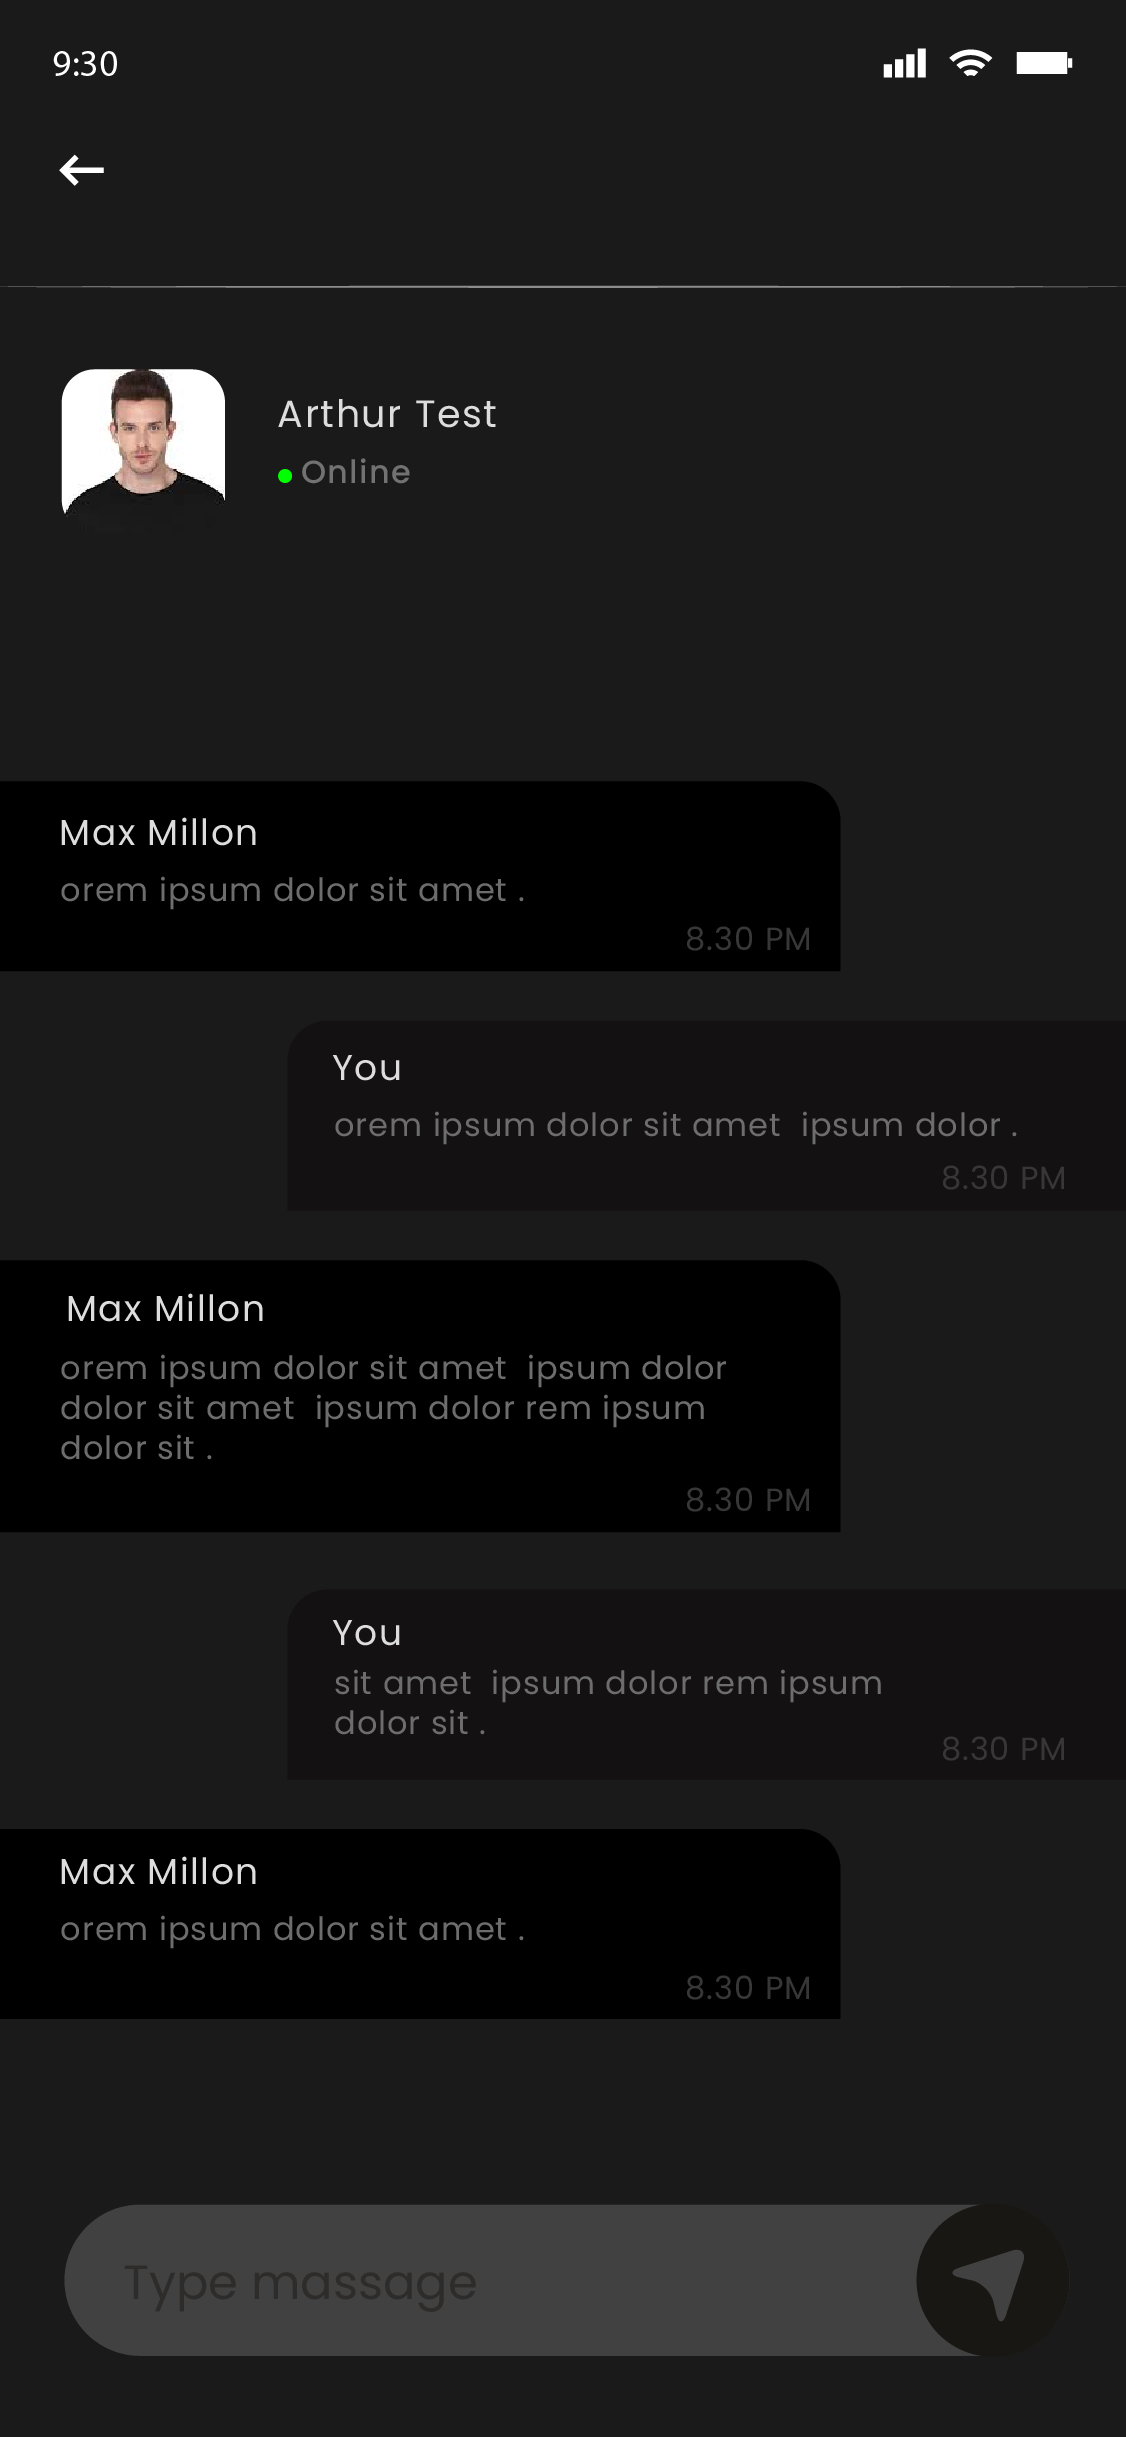 9:30
Arthur Test
Online
Max Millon
orem ipsum dolor sit amet .
8.30 PM
You
orem ipsum dolor sit amet  ipsum dolor .
8.30 PM
Max Millon
orem ipsum dolor sit amet  ipsum dolor
dolor sit amet  ipsum dolor rem ipsum
dolor sit .
8.30 PM
You
sit amet  ipsum dolor rem ipsum
dolor sit .
8.30 PM
Max Millon
orem ipsum dolor sit amet .
8.30 PM
Type massage